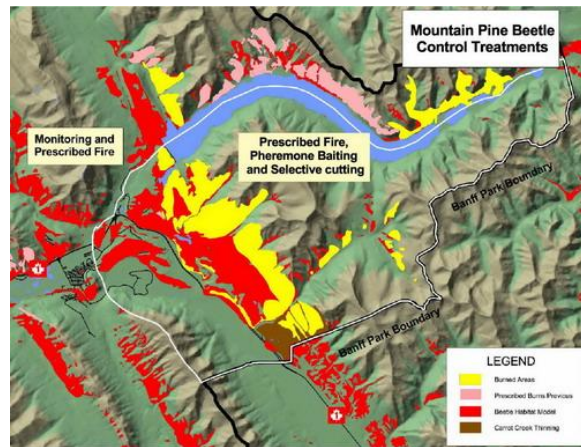 Mountain Pine Beetle
Control Treatments
Monitoring and
Prescribed Fire
Prescribed Fire,
Pheremone Baiting
and Selective cutting
Banff Park Boundary
Banff Park Boundary
LEGEND
Burned Areas
Prescribed Burns Previous
Beetle Habitat Model
Carrot Creek Thinning